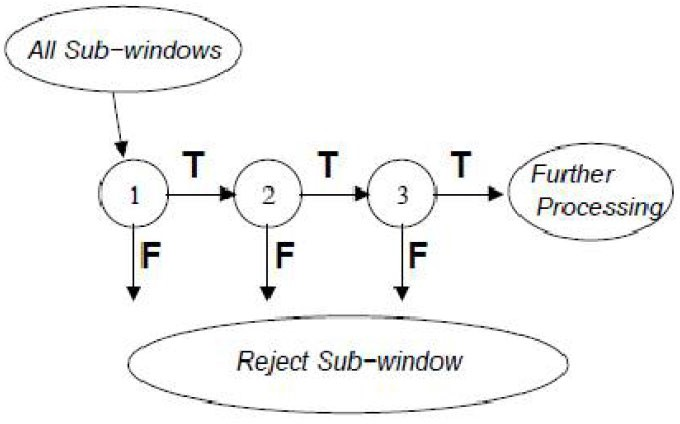 All Sub-windows
T
T
T
1
2
3
Further
Processing
F
F
F
Reject Sub-window